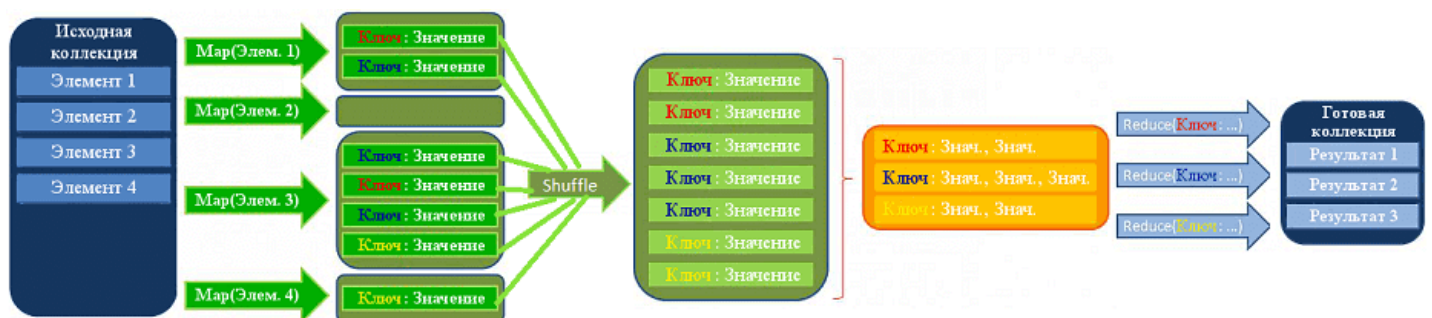 Исходная
коллекция
Элемент 1
Элемент 2
Элемент 3
Элемент 4
Map(Элем. 1)
Map(Элем. 2)
Map(Элем. 3)
Map(Элем. 4)
Ключ: Значение
Ключ: Значение
Ключ: Значение
Ключ: Значение
Ключ: Значение
Ключ: Значение
Ключ: Значение
Shuffle
Ключ: Значение
Ключ: Значение
Ключ: Значение
Ключ: Значение
Ключ: Значение
Ключ: Значение
Ключ: Значение
Ключ: Знач., Знач.
Ключ: Знач., Знач., Знач.
Ключ: Знач., Знач.
Reduce(Ключ: ...)
Reduce(Ключ: ...)
Reduce(Ключ: ...)
Готовая
коллекция
Результат 1
Результат 2
Результат 3